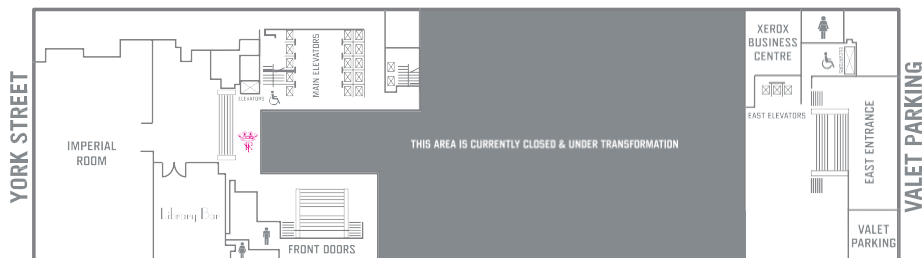 YORK STREET
IMPERIAL
ROOM
Library Bar
ELEVATORS
MAIN ELEVATORS
FRONT DOORS
THIS AREA IS CURRENTLY CLOSED & UNDER TRANSFORMATION
XEROX
BUSINESS
CENTRE
ELEVATORS
EAST ELEVATORS
EAST ENTRANCE
VALET
PARKING
VALET PARKING